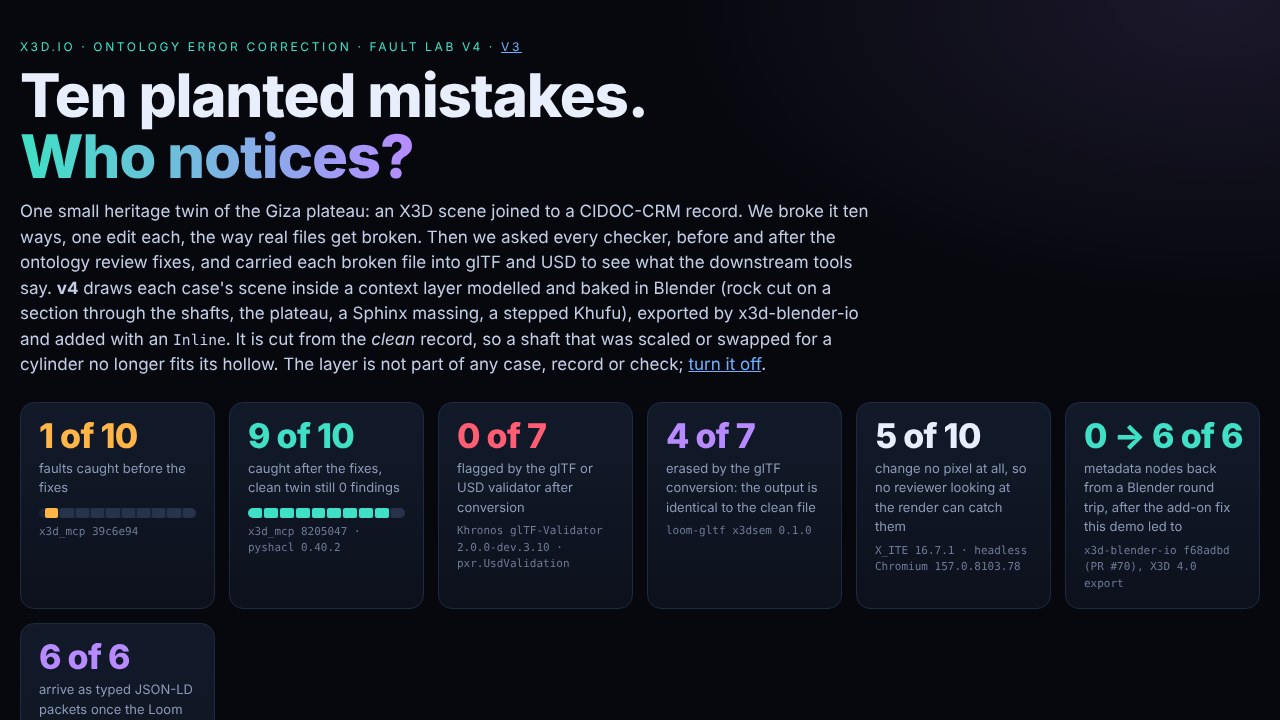 X3D.IO · ONTOLOGY ERROR CORRECTION · FAULT LAB V4 · V3
Ten planted mistakes.
Who notices?
One small heritage twin of the Giza plateau: an X3D scene joined to a CIDOC-CRM record. We broke it ten
ways, one edit each, the way real files get broken. Then we asked every checker, before and after the
ontology review fixes, and carried each broken file into glTF and USD to see what the downstream tools
say. v4 draws each case's scene inside a context layer modelled and baked in Blender (rock cut on a
section through the shafts, the plateau, a Sphinx massing, a stepped Khufu), exported by x3d-blender-io
and added with an Inline. It is cut from the clean record, so a shaft that was scaled or swapped for a
cylinder no longer fits its hollow. The layer is not part of any case, record or check; turn it off.
1 of 10
faults caught before the
fixes
x3d_mcp 39c6e94
9 of 10
caught after the fixes,
clean twin still 0 findings
x3d_mcp 8205047 ·
pyshacl 0.40.2
0 of 7
flagged by the glTF or
USD validator after
conversion
Khronos glTF-Validator
2.0.0-dev.3.10 ·
pxr.UsdValidation
4 of 7
erased by the glTF
conversion: the output is
identical to the clean file
loom-gltf x3dsem 0.1.0
5 of 10
change no pixel at all, so
no reviewer looking at
the render can catch
them
X_ITE 16.7.1 · headless
Chromium 157.0.8103.78
0 → 6 of 6
metadata nodes back
from a Blender round
trip, after the add-on fix
this demo led to
x3d-blender-io f68adbd
(PR #70), X3D 4.0
export
6 of 6
arrive as typed JSON-LD
packets once the Loom